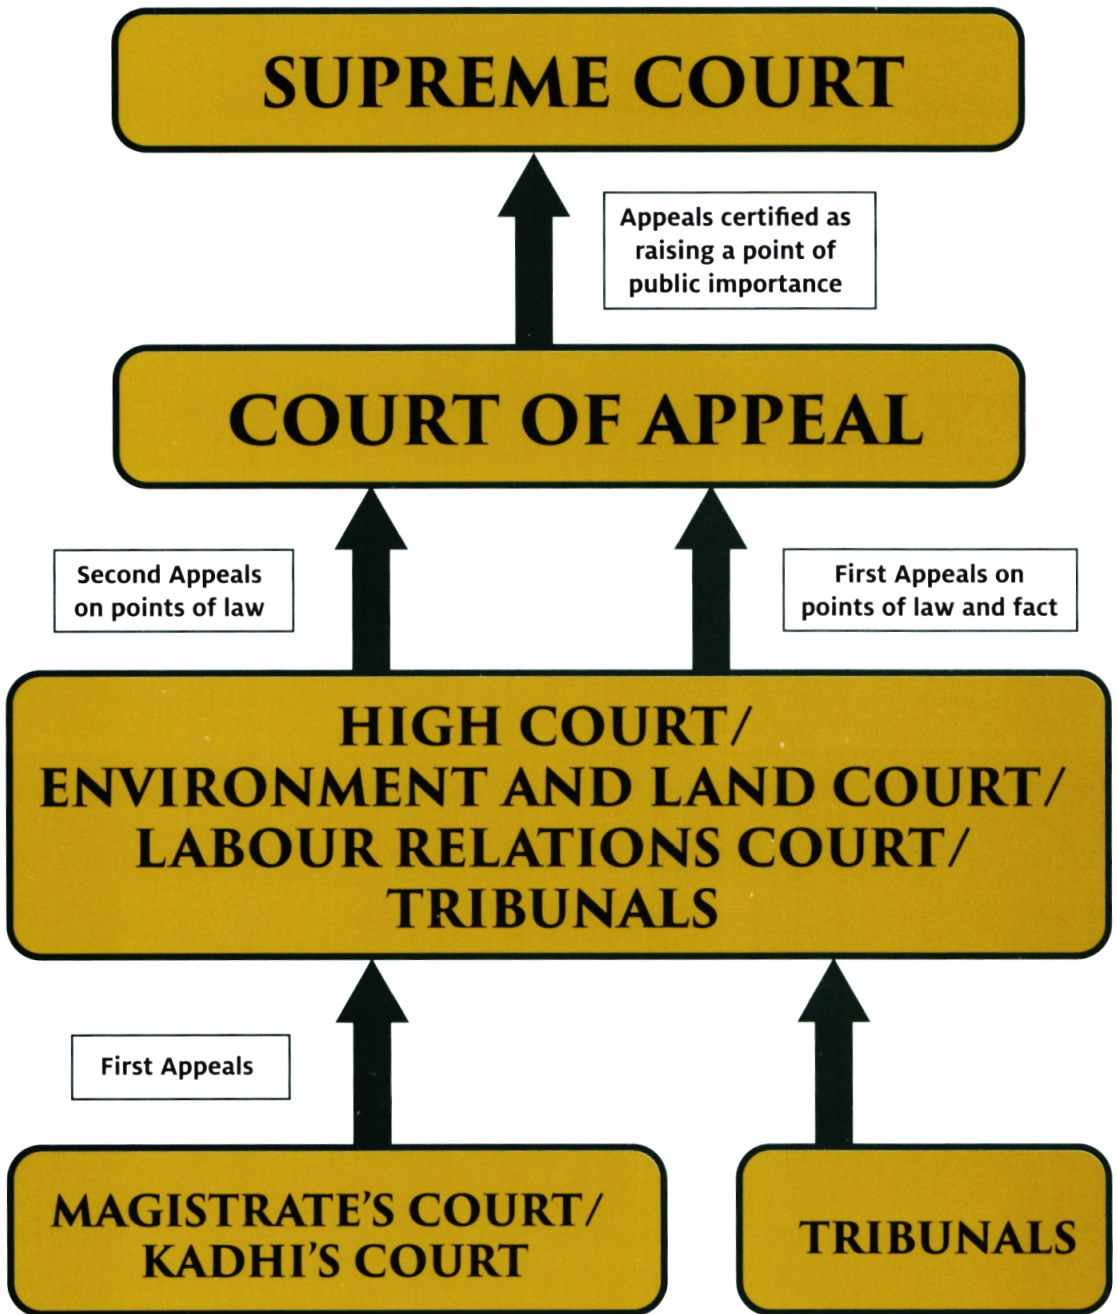 SUPREME COURT
Appeals certified as
raising a point of
public importance
COURT OF APPEAL
Second Appeals
on points of law
First Appeals on
points of law and fact
HIGH COURT/
ENVIRONMENT AND LAND COURT/
LABOUR RELATIONS COURT/
TRIBUNALS
First Appeals
MAGISTRATE'S COURT/
KADHI'S COURT
TRIBUNALS